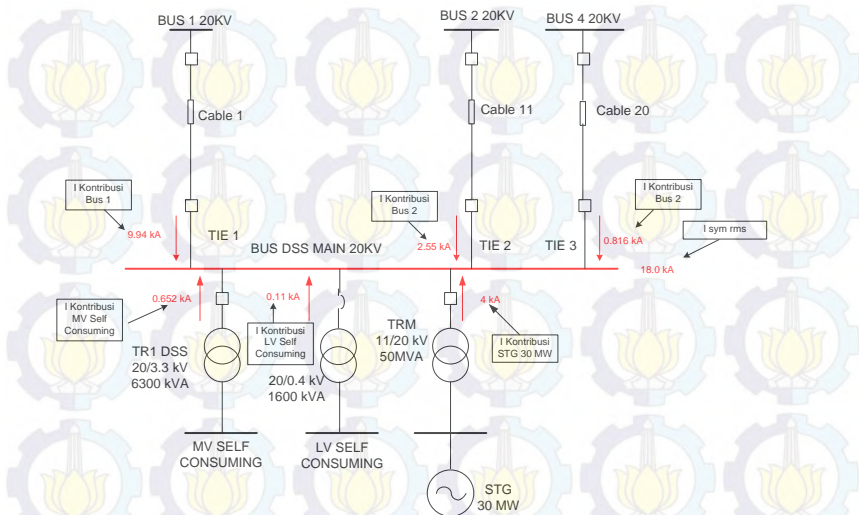 BUS 1 20KV
BUS 2 20KV
BUS 4 20KV
Cable 1
Cable 11
Cable 20
I Kontribusi
Bus 1
I Kontribusi
Bus 2
I Kontribusi
Bus 2
I sym rms
9.94 kA
TIE 1
BUS DSS MAIN 20KV
2.55 kA
TIE 2
TIE 3
0.816 kA
18.0 kA
0.652 kA
0.11 kA
4 kA
I Kontribusi
MV Self
Consuming
I Kontribusi
LV Self
Consuming
I Kontribusi
STG 30 MW
TR1 DSS
20/3.3 kV
6300 kVA
20/0.4 kV
1600 kVA
TRM
11/20 kV
50MVA
MV SELF
CONSUMING
LV SELF
CONSUMING
STG
30 MW